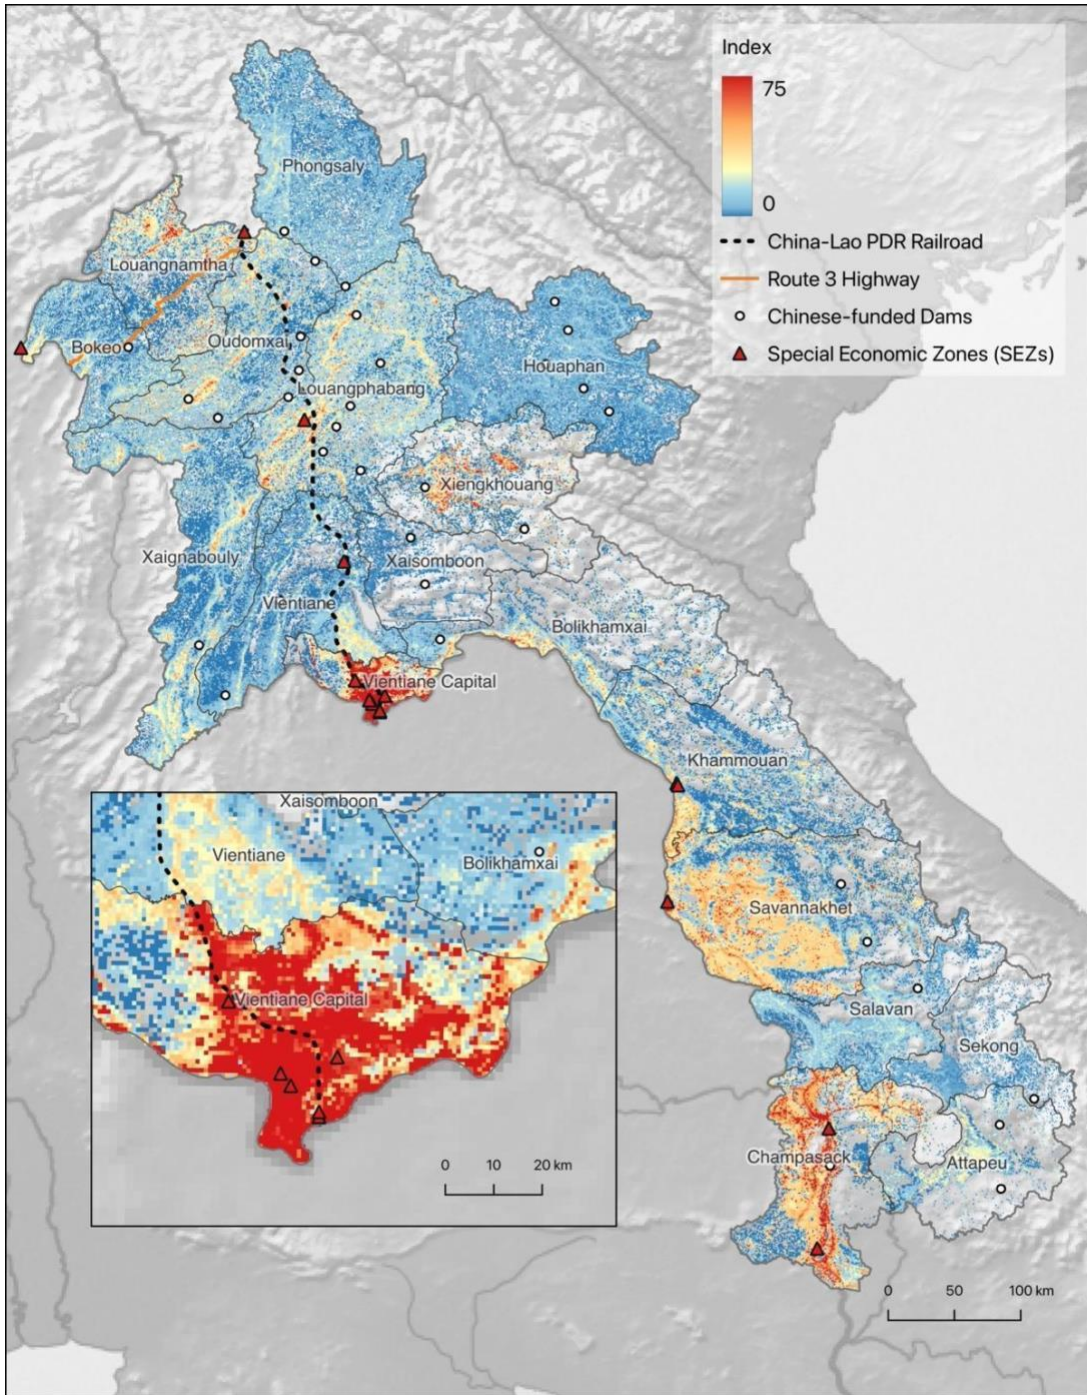 Index
75
0
China-Lao PDR Railroad
Route 3 Highway
Chinese-funded Dams
Special Economic Zones (SEZs)
Phongsaly
Louangnamtha
Bokeo
Oudomxai
Houaphan
Louangphabang
Xiengkhouang
Xaignabouly
Xaisomboon
Vientiane
Bolikhamxai
Vientiane Capital
Khammouan
Savannakhet
Salavan
Sekong
Champasack
Attapeu
0 50 100 km
Xaisomboon
Vientiane
Bolikhamxai
Vientiane Capital
0 10 20 km